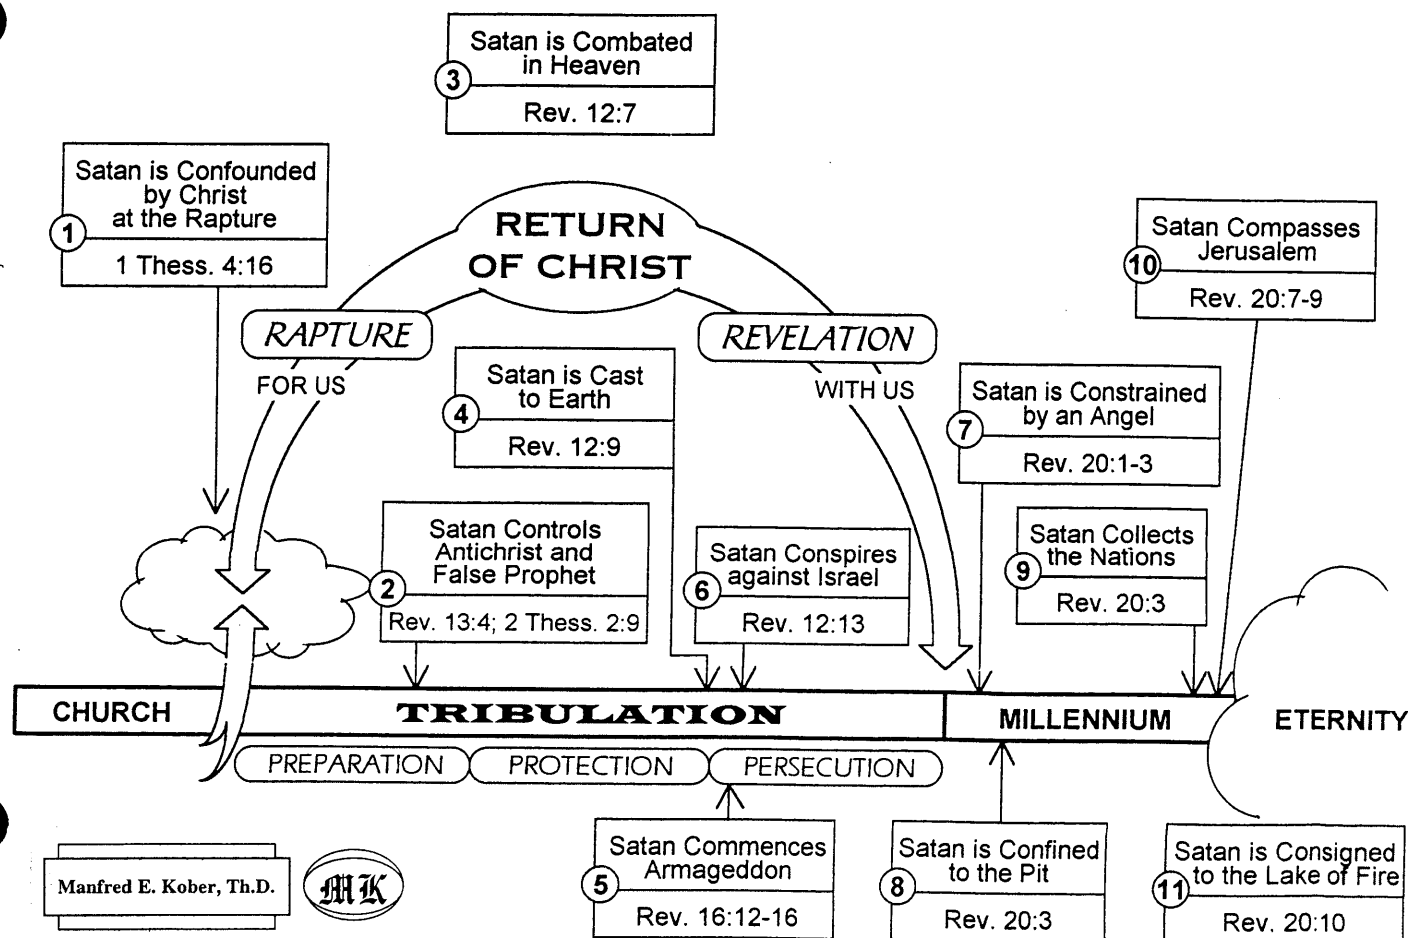 3
Satan is Combated
in Heaven
Rev. 12:7
1
Satan is Confounded
by Christ
at the Rapture
1 Thess. 4:16
RETURN
OF CHRIST
10
Satan Compasses
Jerusalem
Rev. 20:7-9
RAPTURE
FOR US
REVELATION
WITH US
4
Satan is Cast
to Earth
Rev. 12:9
7
Satan is Constrained
by an Angel
Rev. 20:1-3
2
Satan Controls
Antichrist and
False Prophet
Rev. 13:4; 2 Thess. 2:9
6
Satan Conspires
against Israel
Rev. 12:13
9
Satan Collects
the Nations
Rev. 20:3
CHURCH
TRIBULATION
MILLENNIUM
ETERNITY
PREPARATION
PROTECTION
PERSECUTION
5
Satan Commences
Armageddon
Rev. 16:12-16
8
Satan is Confined
to the Pit
Rev. 20:3
11
Satan is Consigned
to the Lake of Fire
Rev. 20:10
Manfred E. Kober, Th.D.
MK